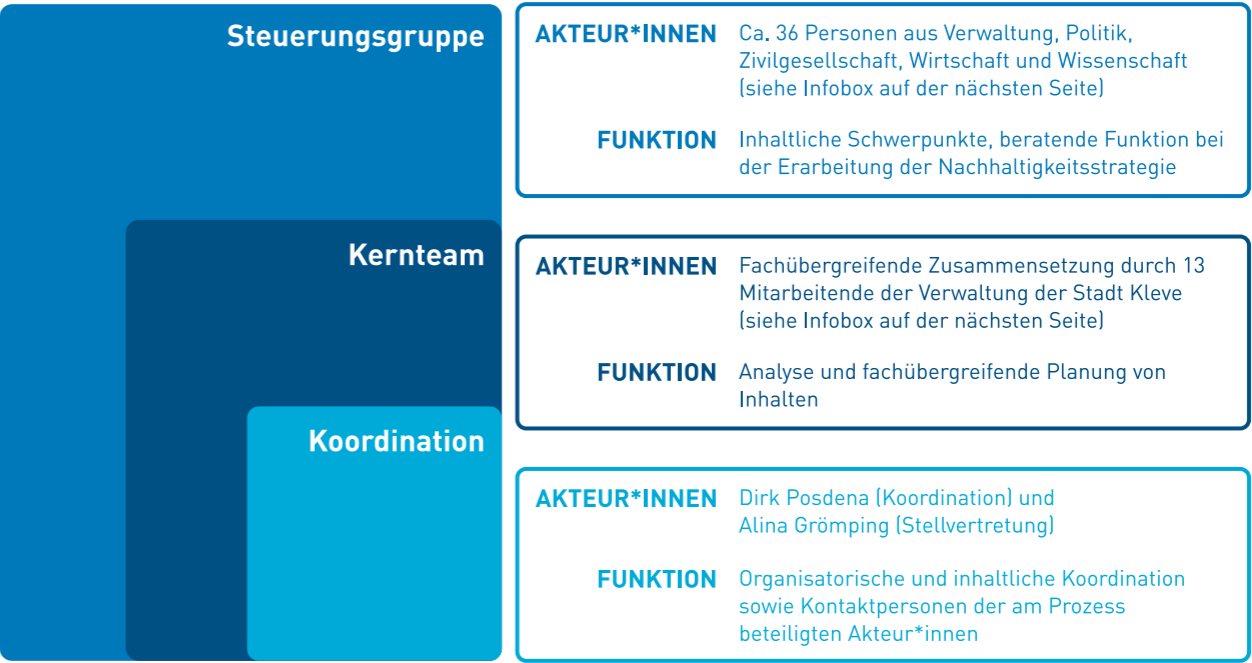 Steuerungsgruppe
AKTEUR*INNEN Ca. 36 Personen aus Verwaltung, Politik,
Zivilgesellschaft, Wirtschaft und Wissenschaft
(siehe Infobox auf der nächsten Seite)
FUNKTION Inhaltliche Schwerpunkte, beratende Funktion bei
der Erarbeitung der Nachhaltigkeitsstrategie
Kernteam
AKTEUR*INNEN Fachübergreifende Zusammensetzung durch 13
Mitarbeitende der Verwaltung der Stadt Kleve
(siehe Infobox auf der nächsten Seite)
FUNKTION Analyse und fachübergreifende Planung von
Inhalten
Koordination
AKTEUR*INNEN Dirk Posdena (Koordination) und
Alina Grömping (Stellvertretung)
FUNKTION Organisatorische und inhaltliche Koordination
sowie Kontaktpersonen der am Prozess
beteiligten Akteur*innen